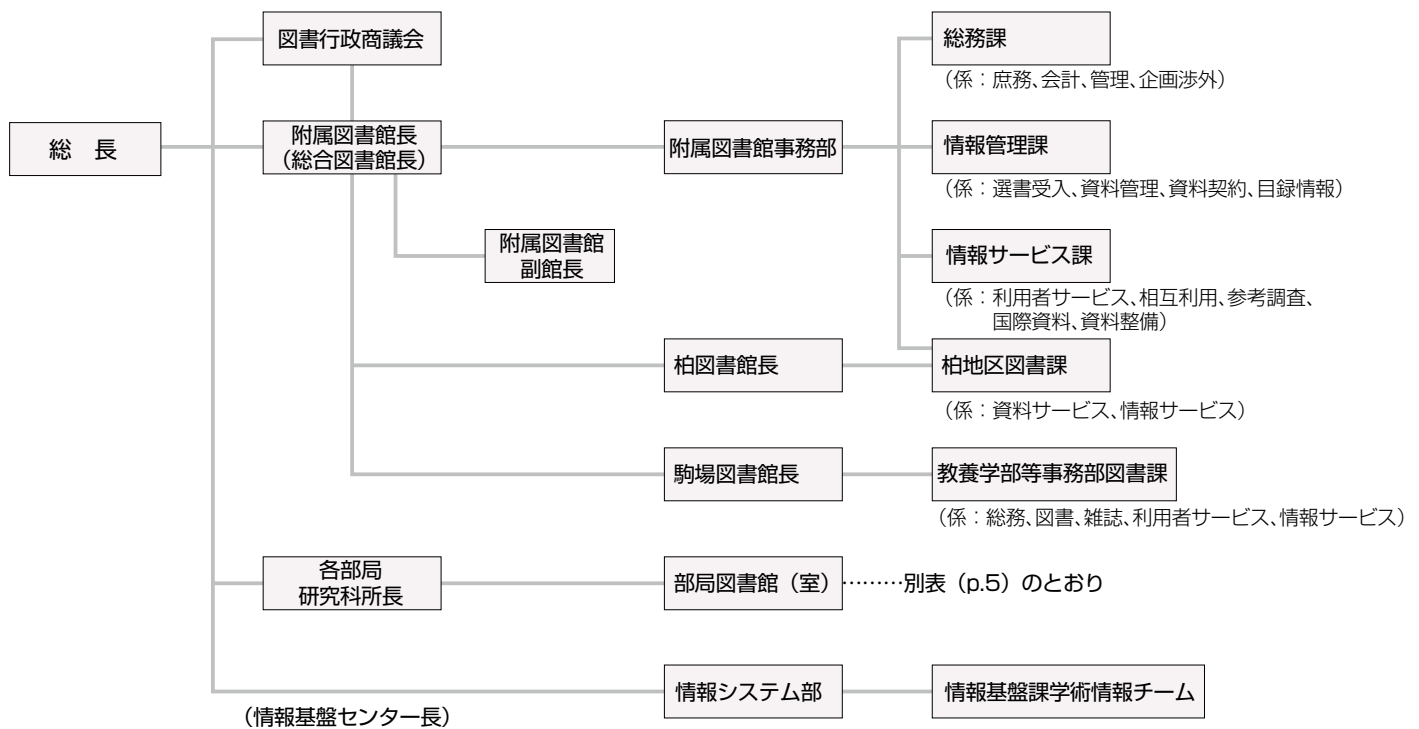 図書行政商議会
総務課
（係：庶務、会計、管理、企画渉外）
総　長
附属図書館長
（総合図書館長）
附属図書館事務部
情報管理課
（係：選書受入、資料管理、資料契約、目録情報）
附属図書館
副館長
情報サービス課
（係：利用者サービス、相互利用、参考調査、
国際資料、資料整備）
柏図書館長
柏地区図書課
（係：資料サービス、情報サービス）
駒場図書館長
教養学部等事務部図書課
（係：総務、図書、雑誌、利用者サービス、情報サービス）
各部局
研究科所長
部局図書館（室）………別表（p.5）のとおり
情報システム部
情報基盤課学術情報チーム
（情報基盤センター長）